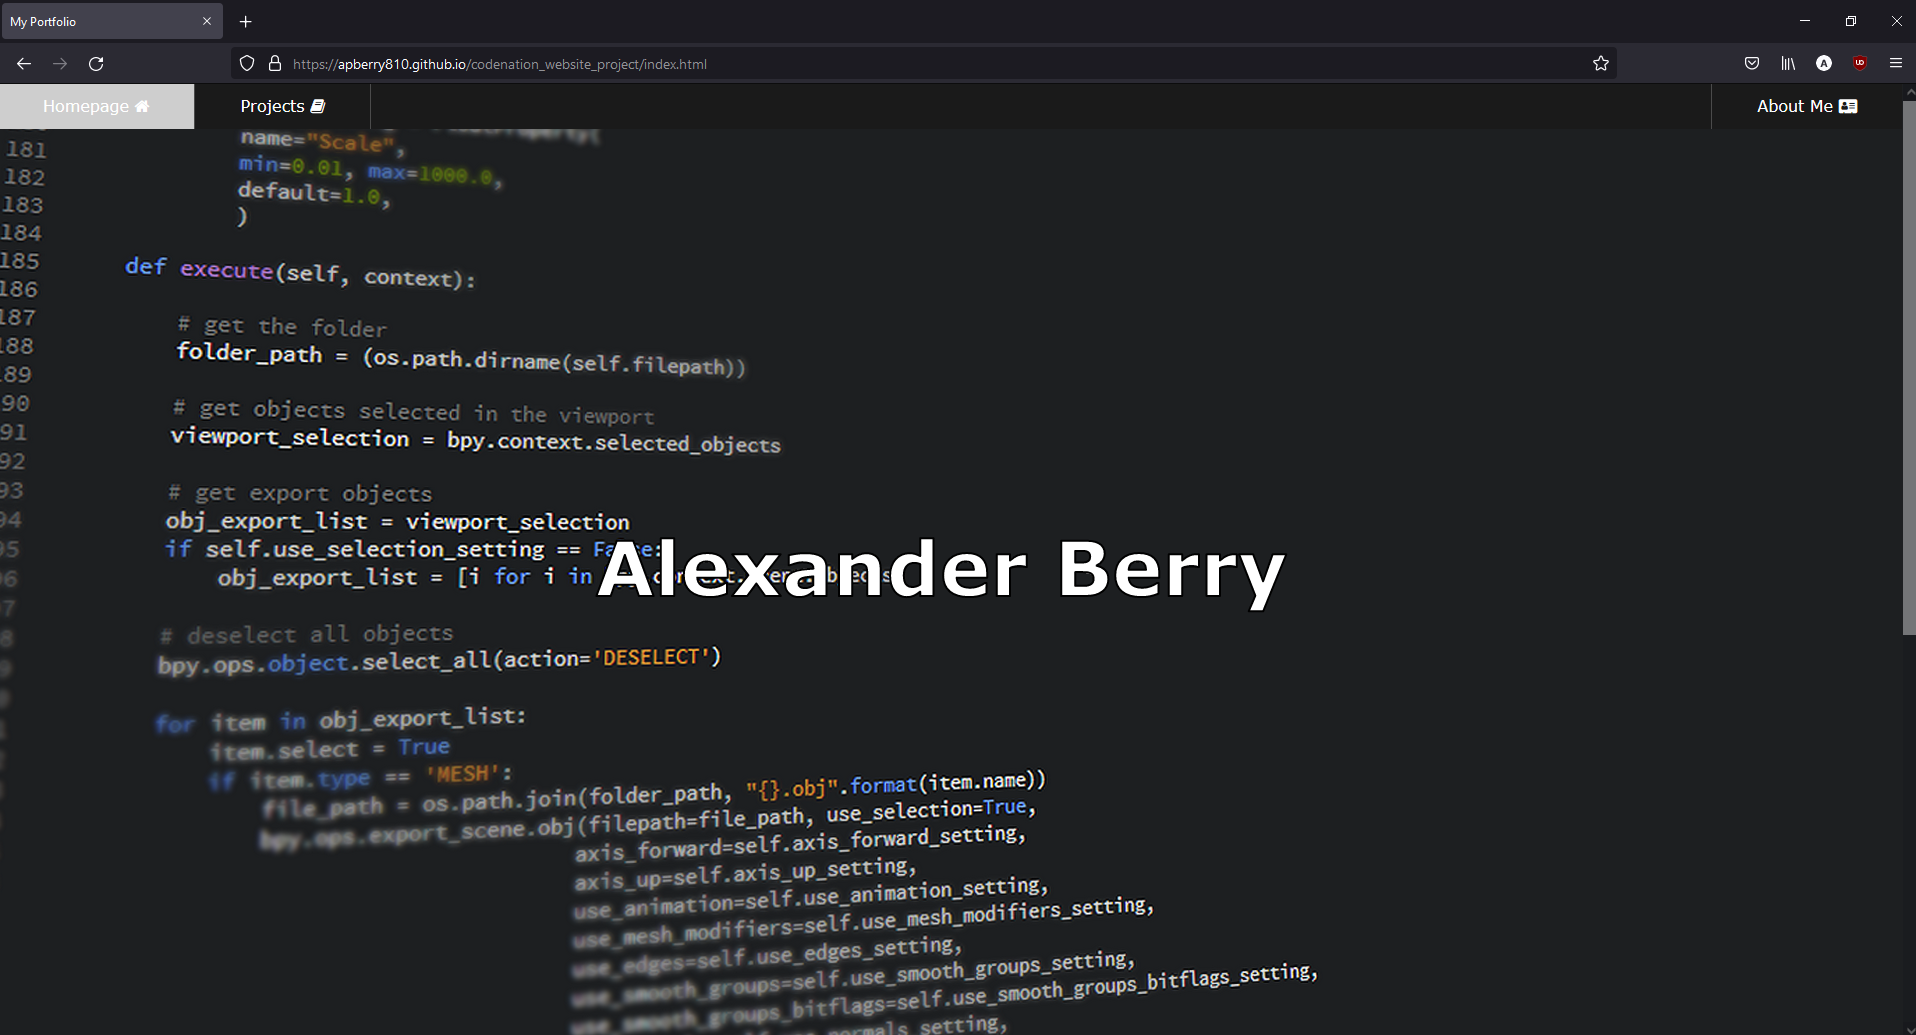 My Portfolio
https://apberry810.github.io/codenation_website_project/index.html
Homepage Projects About Me
name="Scale",
181
182 min=0.01, max=1000.0,
183 default=1.0,
184 )
185 def execute(self, context):
186
187 # get the folder
188 folder_path = (os.path.dirname(self.filepath))
89
90 # get objects selected in the viewport
91 viewport_selection = bpy.context.selected_objects
92
93 # get export objects
94 obj_export_list = viewport_selection
95 if self.use_selection_setting == False:
96 obj_export_list = [i for i in
Alexander Berry
7
8 # deselect all objects
9 bpy.ops.object.select_all(action='DESELECT')
for item in obj_export_list:
item.select = True
if item.type == 'MESH':
file_path = os.path.join(folder_path, "{}.obj".format(item.name))
bpy.ops.export_scene.obj(filepath=file_path, use_selection=True,
axis_forward=self.axis_forward_setting,
axis_up=self.axis_up_setting,
use_animation=self.use_animation_setting,
use_mesh_modifiers=self.use_mesh_modifiers_setting,
use_edges=self.use_edges_setting,
use_smooth_groups=self.use_smooth_groups_setting,
use_smooth_groups_bitflags=self.use_smooth_groups_bitflags_setting,